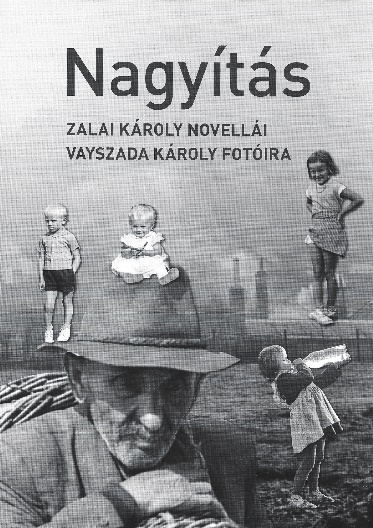 Nagyítás
ZALAI KÁROLY NOVELLÁI
VAYSZADA KÁROLY FOTÓIRA